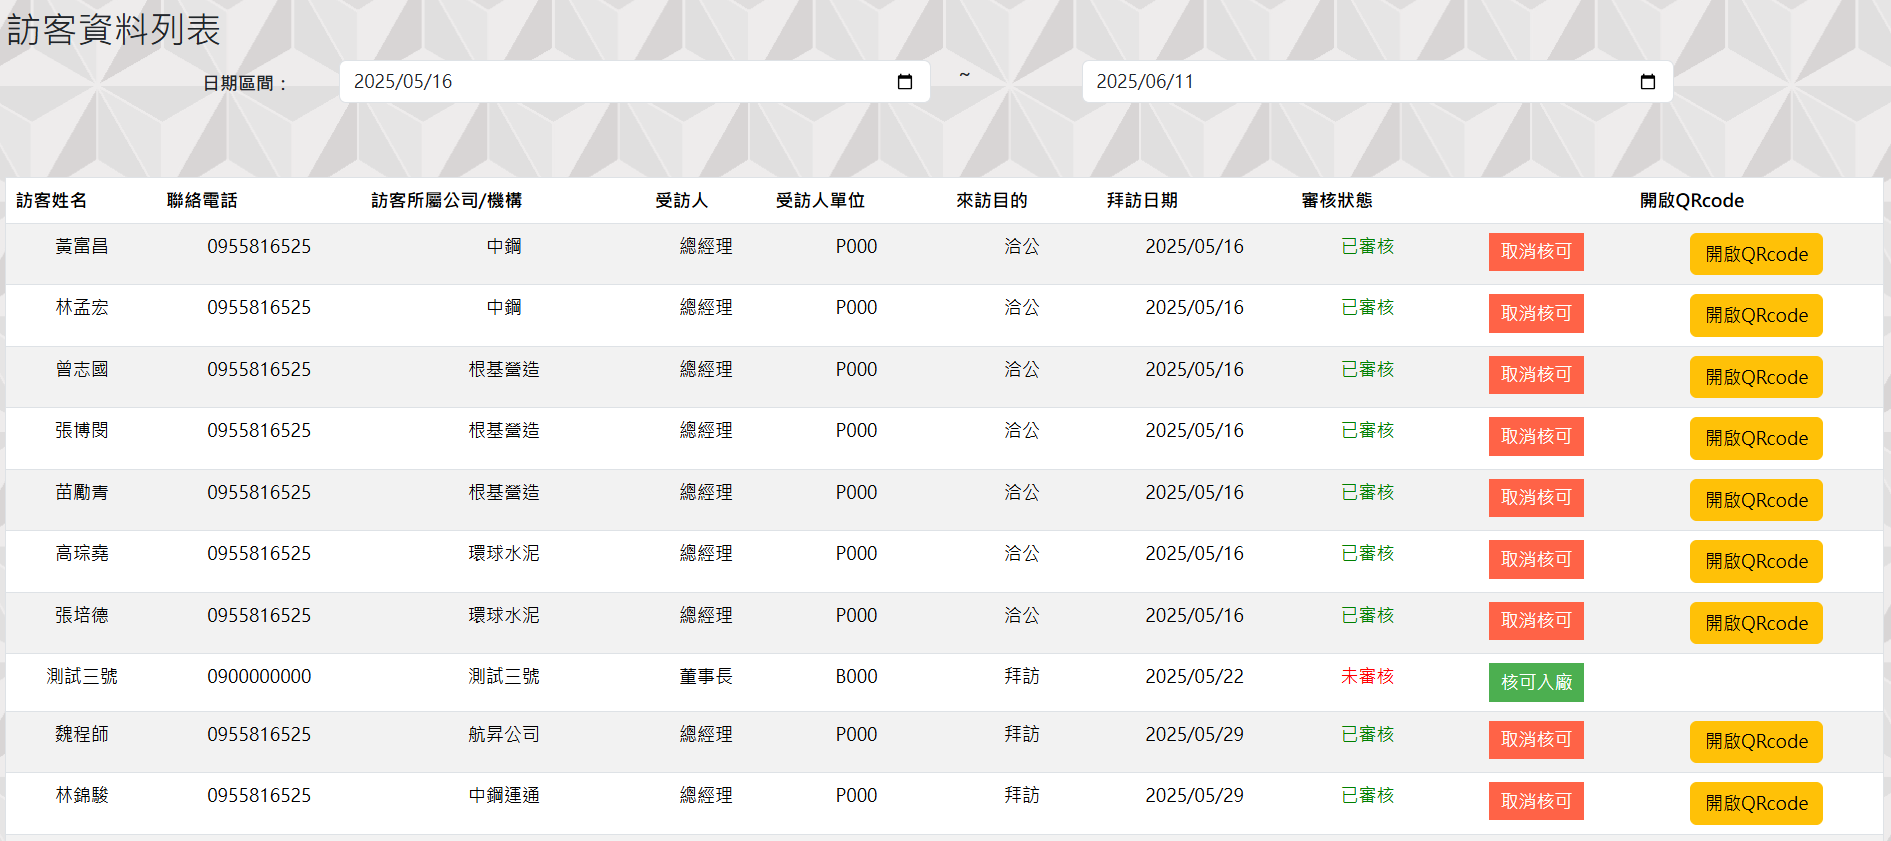 訪客資料列表
日期區間： 2025/05/16 ~ 2025/06/11
訪客姓名 聯絡電話 訪客所屬公司/機構 受訪人 受訪人單位 來訪目的 拜訪日期 審核狀態 開啟QRcode
黃富昌 0955816525 中鋼 總經理 P000 洽公 2025/05/16 已審核 取消核可 開啟QRcode
林孟宏 0955816525 中鋼 總經理 P000 洽公 2025/05/16 已審核 取消核可 開啟QRcode
曾志國 0955816525 根基營造 總經理 P000 洽公 2025/05/16 已審核 取消核可 開啟QRcode
張博閔 0955816525 根基營造 總經理 P000 洽公 2025/05/16 已審核 取消核可 開啟QRcode
苗勵青 0955816525 根基營造 總經理 P000 洽公 2025/05/16 已審核 取消核可 開啟QRcode
高琮堯 0955816525 環球水泥 總經理 P000 洽公 2025/05/16 已審核 取消核可 開啟QRcode
張培德 0955816525 環球水泥 總經理 P000 洽公 2025/05/16 已審核 取消核可 開啟QRcode
測試三號 0900000000 測試三號 董事長 B000 拜訪 2025/05/22 未審核 核可入廠
魏程師 0955816525 航昇公司 總經理 P000 拜訪 2025/05/29 已審核 取消核可 開啟QRcode
林錦駿 0955816525 中鋼運通 總經理 P000 拜訪 2025/05/29 已審核 取消核可 開啟QRcode